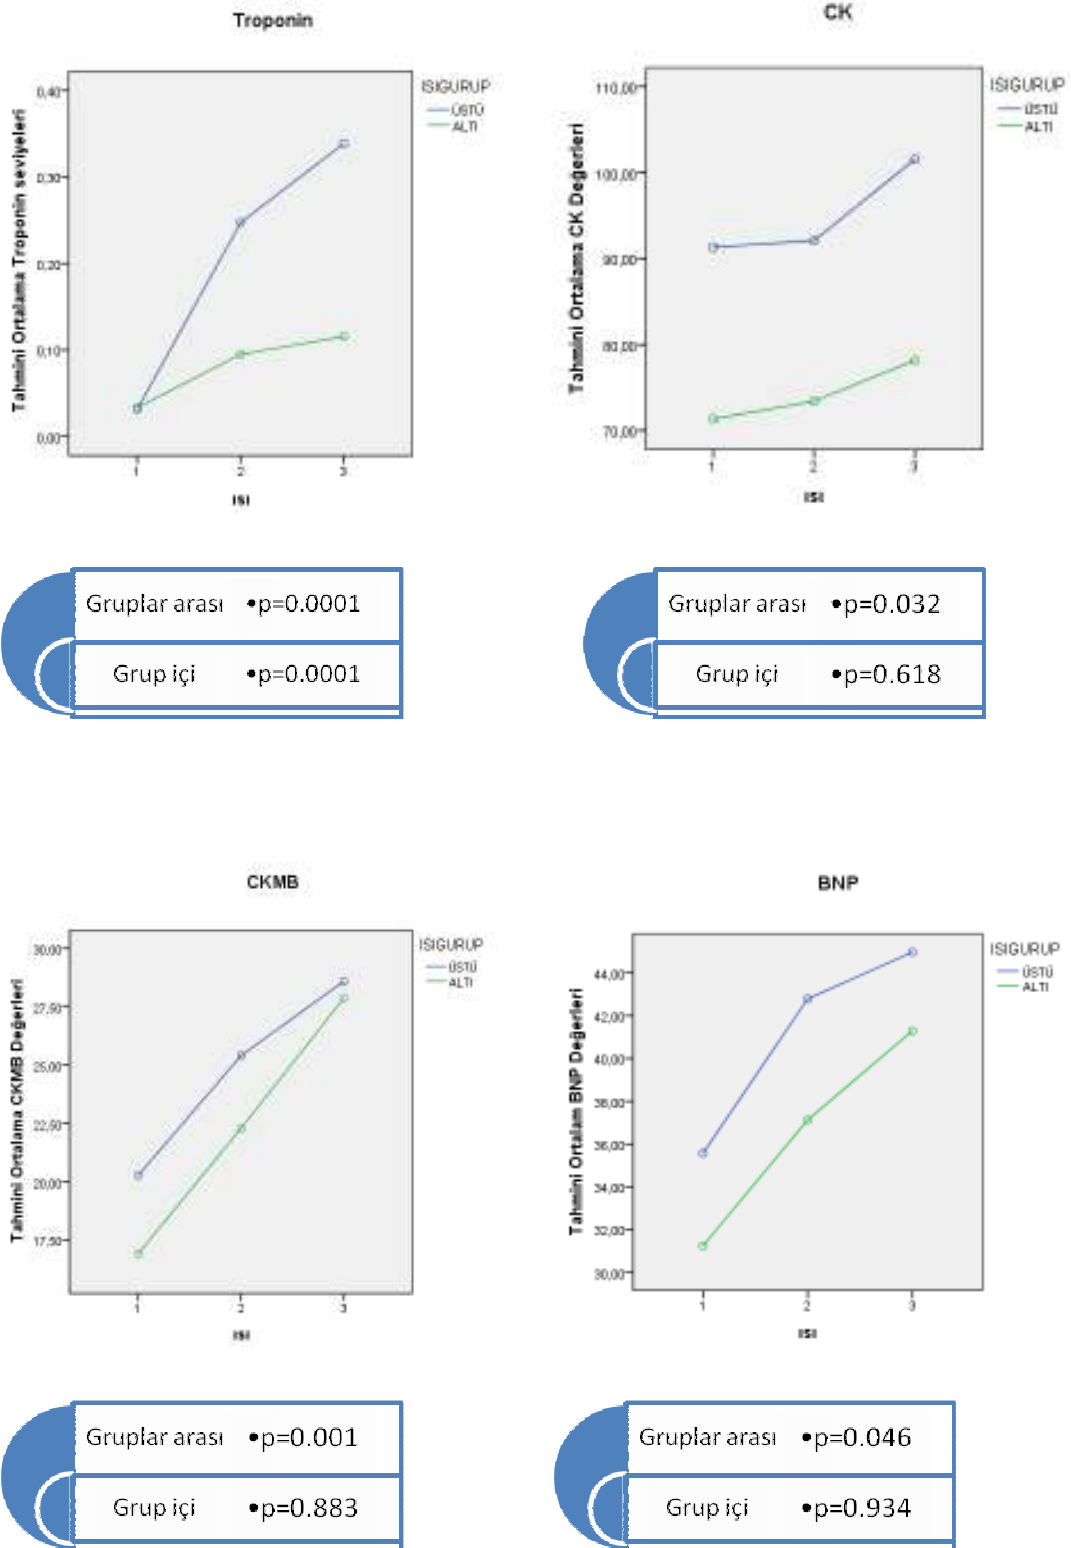 Troponin
Tahmini Ortalama Troponin seviyeleri
0,40
0,30
0,20
0,10
0,00
1
2
3
ISI
ISIGURUP
ÜSTÜ
ALTI
CK
Tahmini Ortalama CK Değerleri
110,00
100,00
90,00
80,00
70,00
1
2
3
ISI
ISIGURUP
ÜSTÜ
ALTI
Gruplar arası •p=0.0001
Grup içi •p=0.0001
Gruplar arası •p=0.032
Grup içi •p=0.618
CKMB
Tahmini Ortalama CKMB Değerleri
30,00
27,50
25,00
22,50
20,00
17,50
1
2
3
ISI
ISIGURUP
ÜSTÜ
ALTI
BNP
Tahmini Ortalam BNP Değerleri
44,00
42,00
40,00
38,00
36,00
34,00
32,00
30,00
1
2
3
ISI
ISIGURUP
ÜSTÜ
ALTI
Gruplar arası •p=0.001
Grup içi •p=0.883
Gruplar arası •p=0.046
Grup içi •p=0.934